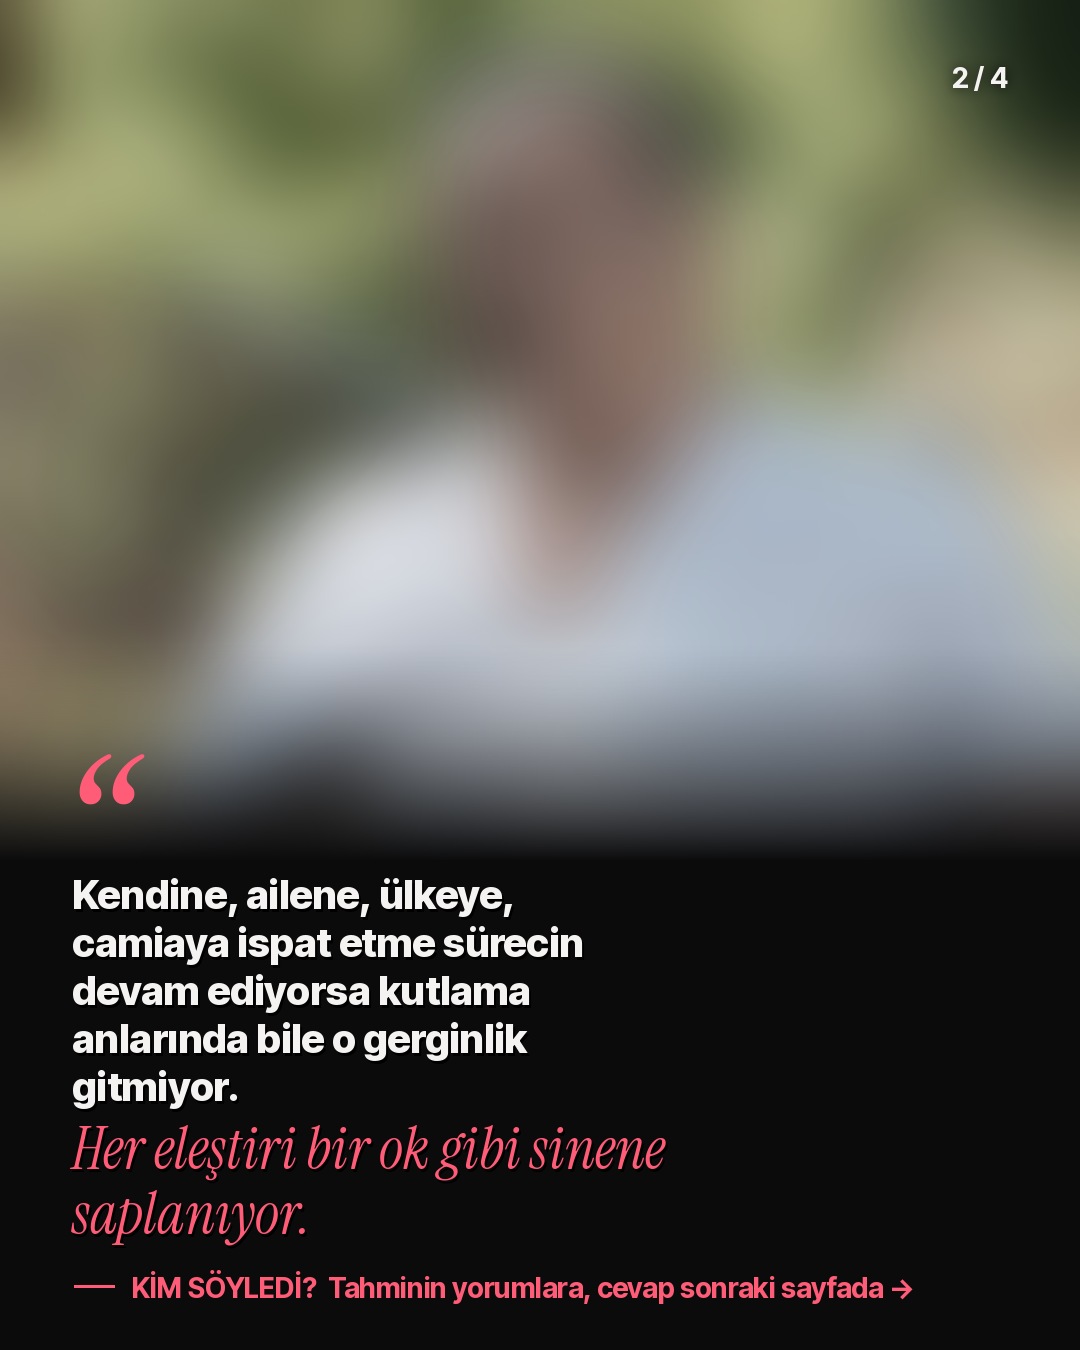 2 / 4
“
Kendine, ailene, ülkeye,
camiaya ispat etme sürecin
devam ediyorsa kutlama
anlarında bile o gerginlik
gitmiyor.
Her eleştiri bir ok gibi sinene
saplanıyor.
— KİM SÖYLEDİ? Tahminin yorumlara, cevap sonraki sayfada →